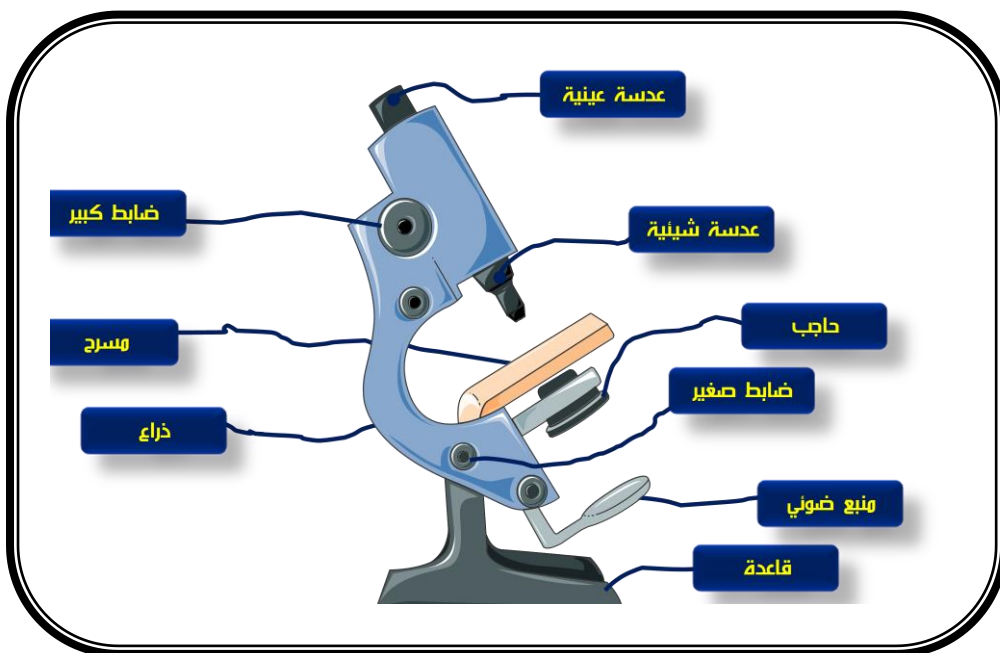 عدسة عينية
ضابط كبير
عدسة شيئية
حاجب
مسرح
ضابط صغير
ذراع
منبع ضوئي
قاعدة